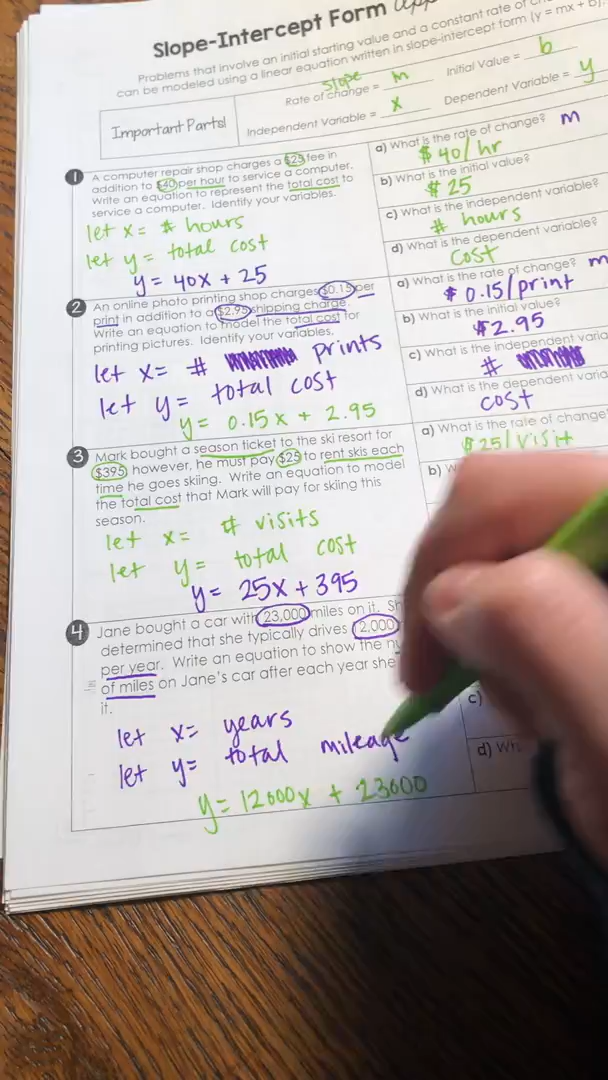 Slope-Intercept Form App
Problems that involve an initial starting value and a constant rate of
can be modeled using a linear equation written in slope-intercept form (y = mx + b).
Important Parts!
slope
Rate of change = m
Initial Value = b
Independent Variable = x
Dependent Variable = y
1 A computer repair shop charges a $25 fee in
addition to $40 per hour to service a computer.
Write an equation to represent the total cost to
service a computer. Identify your variables.
let x = # hours
let y = total cost
y = 40x + 25
a) What is the rate of change? m
$40/hr
b) What is the initial value?
$25
c) What is the independent variable?
# hours
d) What is the dependent variable?
cost
2 An online photo printing shop charges $0.15 per
print in addition to a $2.95 shipping charge.
Write an equation to model the total cost for
printing pictures. Identify your variables.
let x = # prints
let y = total cost
y = 0.15x + 2.95
a) What is the rate of change? m
$0.15/print
b) What is the initial value?
$2.95
c) What is the independent varia
#
d) What is the dependent varia
cost
3 Mark bought a season ticket to the ski resort for
$395 however, he must pay $25 to rent skis each
time he goes skiing. Write an equation to model
the total cost that Mark will pay for skiing this
season.
let x = # visits
let y = total cost
y = 25x + 395
a) What is the rate of change?
$25/visit
b) W
4 Jane bought a car with 23,000 miles on it. Sh
determined that she typically drives 12,000
per year. Write an equation to show the nu
of miles on Jane's car after each year she
it.
let x = years
let y = total mileage
y = 12000x + 23000
c)
d) Wh